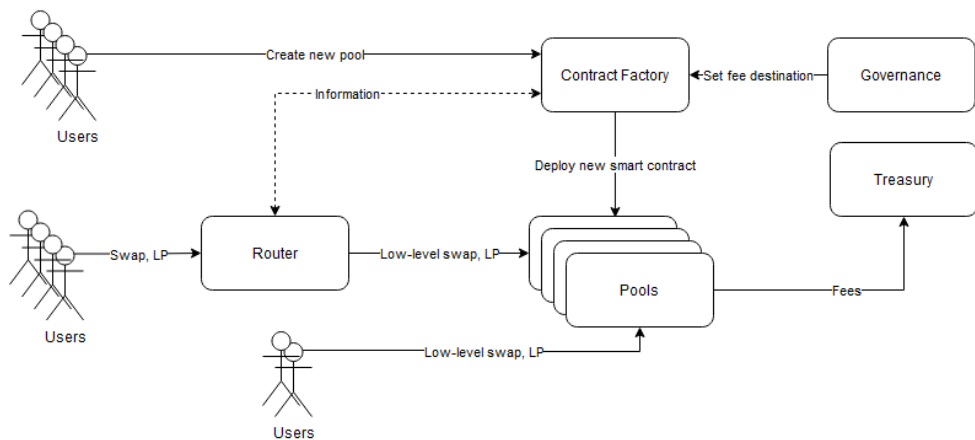 Create new pool
Contract Factory
Set fee destination
Governance
Information
Users
Deploy new smart contract
Treasury
Swap, LP
Router
Low-level swap, LP
Pools
Fees
Users
Low-level swap, LP
Users